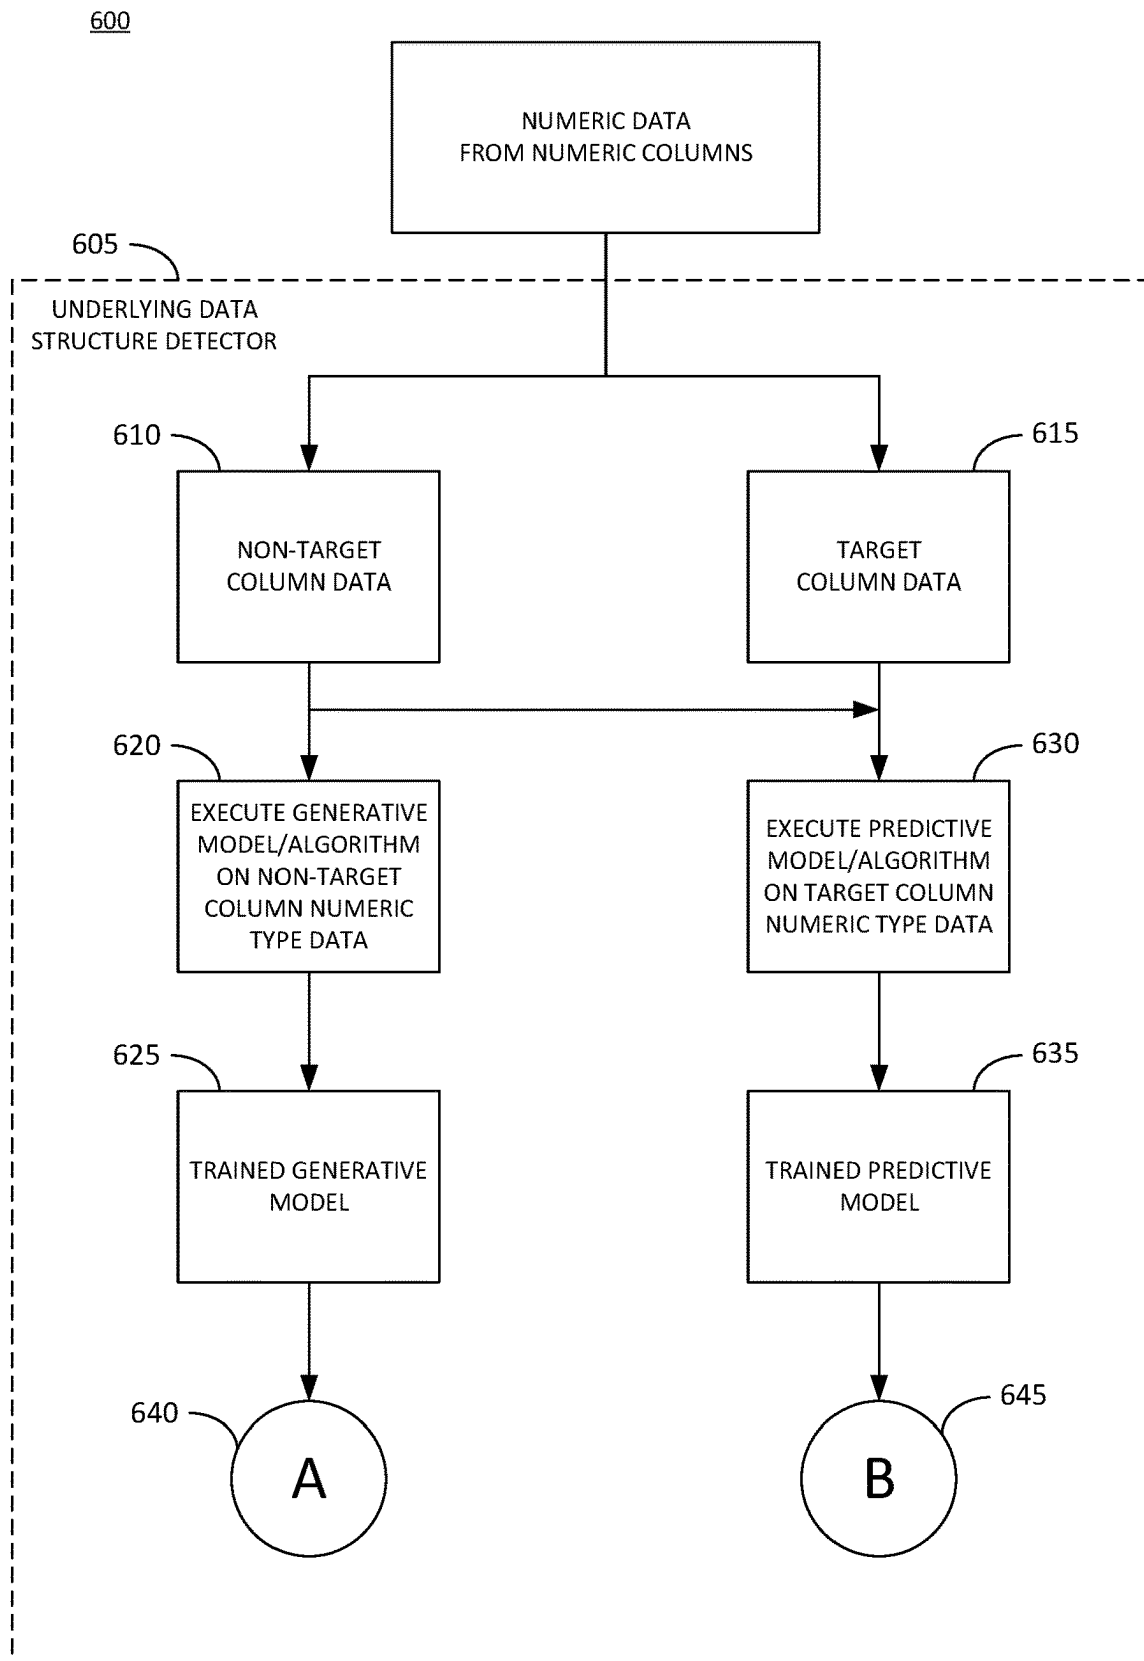 600
NUMERIC DATA
FROM NUMERIC COLUMNS
605
UNDERLYING DATA
STRUCTURE DETECTOR
610
615
NON-TARGET
COLUMN DATA
TARGET
COLUMN DATA
620
630
EXECUTE GENERATIVE
MODEL/ALGORITHM
ON NON-TARGET
COLUMN NUMERIC
TYPE DATA
EXECUTE PREDICTIVE
MODEL/ALGORITHM
ON TARGET COLUMN
NUMERIC TYPE DATA
625
635
TRAINED GENERATIVE
MODEL
TRAINED PREDICTIVE
MODEL
640
645
A
B